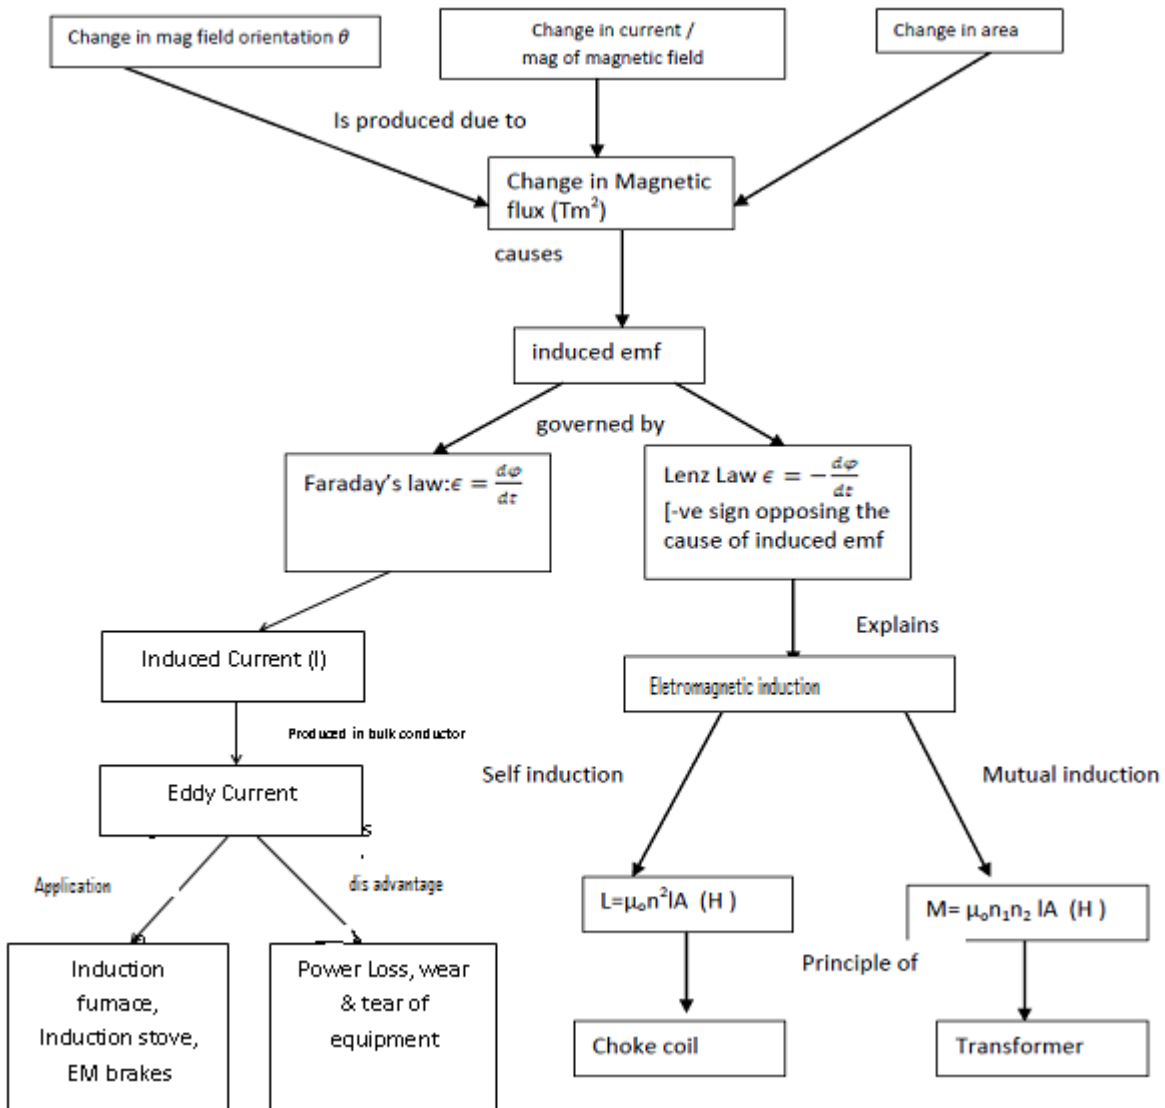 Change in mag field orientation θ
Change in current /
mag of magnetic field
Change in area
Is produced due to
Change in Magnetic
flux (Tm²)
causes
induced emf
governed by
Faraday's law:ϵ = dφ/dt
Lenz Law ϵ = −dφ/dt
[-ve sign opposing the
cause of induced emf
Explains
Induced Current (I)
Eletromagnetic induction
Produced in bulk conductor
Self induction
Mutual induction
Eddy Current
s
Application
dis advantage
L=μₒn²lA (H )
M= μₒn₁n₂ lA (H )
Principle of
Induction
furnace,
Induction stove,
EM brakes
Power Loss, wear
& tear of
equipment
Choke coil
Transformer